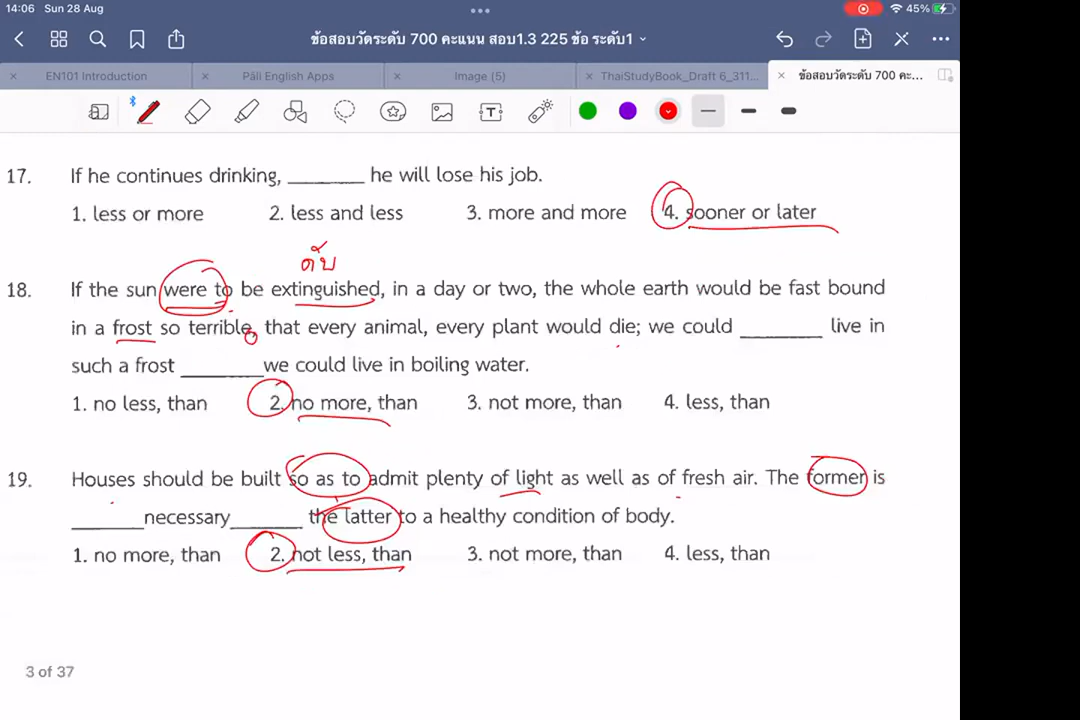 14:06 Sun 28 Aug
45%
ข้อสอบวัดระดับ 700 คะแนน สอบ1.3 225 ข้อ ระดับ1
EN101 Introduction
Pāli English Apps
Image (5)
ThaiStudyBook_Draft 6_311...
ข้อสอบวัดระดับ 700 คะ...
17. If he continues drinking, ________ he will lose his job.
1. less or more 2. less and less 3. more and more 4. sooner or later
ดับ
18. If the sun were to be extinguished, in a day or two, the whole earth would be fast bound
in a frost so terrible, that every animal, every plant would die; we could ________ live in
such a frost ________ we could live in boiling water.
1. no less, than 2. no more, than 3. not more, than 4. less, than
19. Houses should be built so as to admit plenty of light as well as of fresh air. The former is
________ necessary ________ the latter to a healthy condition of body.
1. no more, than 2. not less, than 3. not more, than 4. less, than
3 of 37